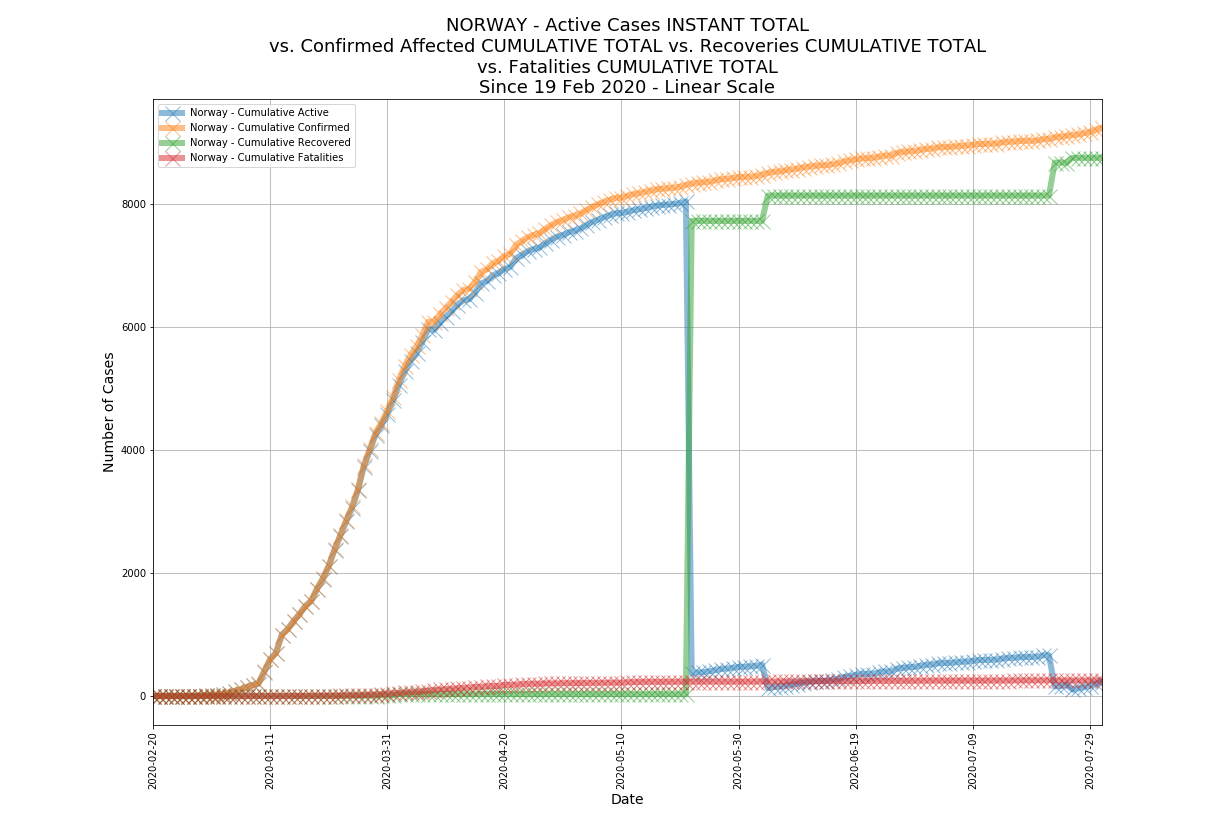 NORWAY - Active Cases INSTANT TOTAL
vs. Confirmed Affected CUMULATIVE TOTAL vs. Recoveries CUMULATIVE TOTAL
vs. Fatalities CUMULATIVE TOTAL
Since 19 Feb 2020 - Linear Scale
Norway - Cumulative Active
Norway - Cumulative Confirmed
Norway - Cumulative Recovered
Norway - Cumulative Fatalities
Number of Cases
8000
6000
4000
2000
0
2020-02-20
2020-03-11
2020-03-31
2020-04-20
2020-05-10
2020-05-30
2020-06-19
2020-07-09
2020-07-29
Date